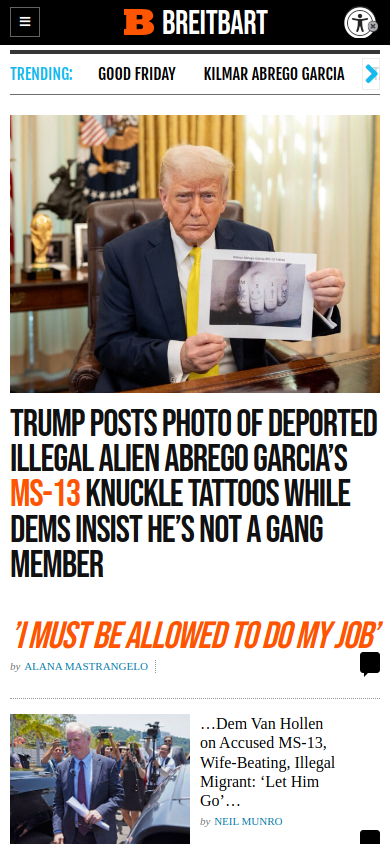 BREITBART
TRENDING: GOOD FRIDAY KILMAR ABREGO GARCIA
TRUMP POSTS PHOTO OF DEPORTED
ILLEGAL ALIEN ABREGO GARCIA'S
MS-13 KNUCKLE TATTOOS WHILE
DEMS INSIST HE'S NOT A GANG
MEMBER
'I MUST BE ALLOWED TO DO MY JOB'
by ALANA MASTRANGELO
…Dem Van Hollen
on Accused MS-13,
Wife-Beating, Illegal
Migrant: ‘Let Him
Go’…
by NEIL MUNRO